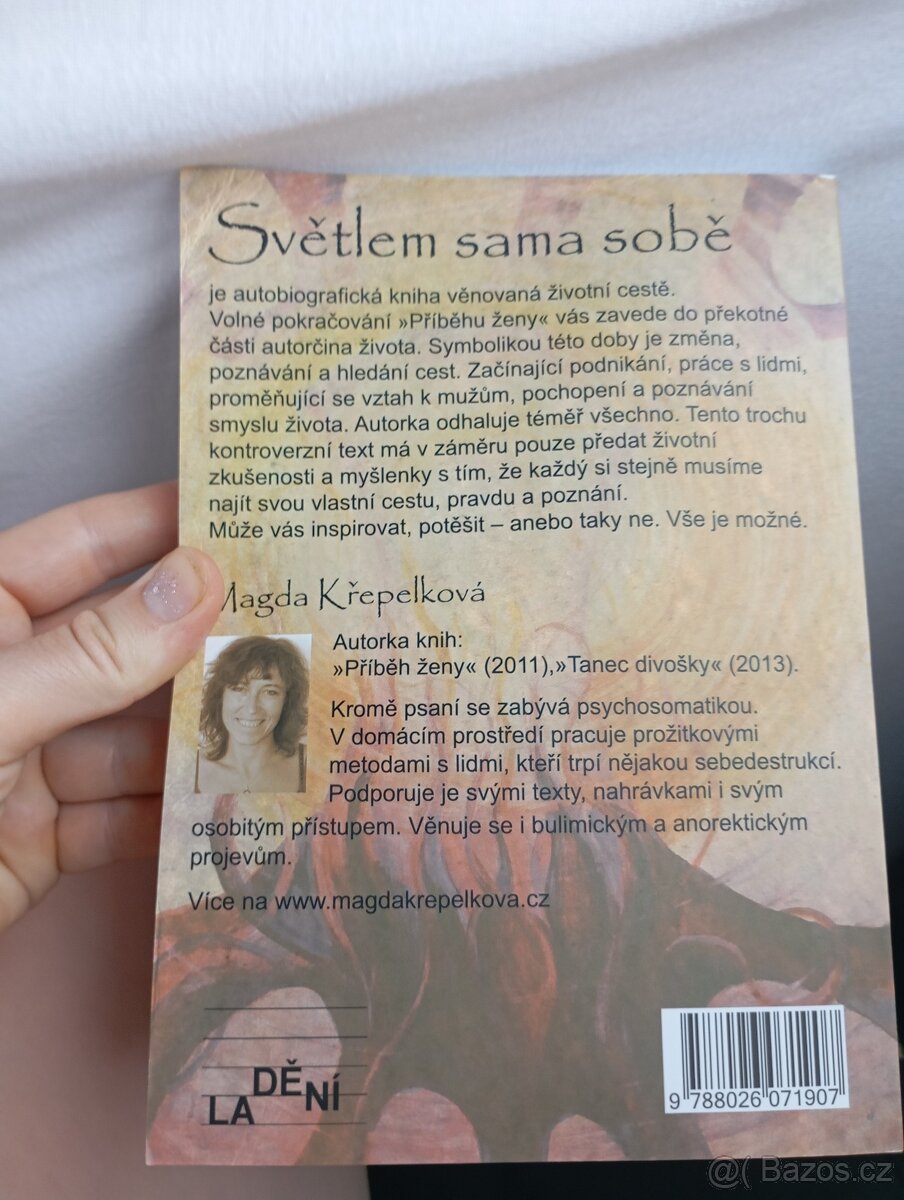 Světlem sama sobě
je autobiografická kniha věnovaná životní cestě.
Volné pokračování »Příběhu ženy« vás zavede do překotné
části autorčina života. Symbolikou této doby je změna,
poznávání a hledání cest. Začínající podnikání, práce s lidmi,
proměňující se vztah k mužům, pochopení a poznávání
smyslu života. Autorka odhaluje téměř všechno. Tento trochu
kontroverzní text má v záměru pouze předat životní
zkušenosti a myšlenky s tím, že každý si stejně musíme
najít svou vlastní cestu, pravdu a poznání.
Může vás inspirovat, potěšit – anebo taky ne. Vše je možné.
Magda Křepelková
Autorka knih:
»Příběh ženy« (2011),»Tanec divošky« (2013).
Kromě psaní se zabývá psychosomatikou.
V domácím prostředí pracuje prožitkovými
metodami s lidmi, kteří trpí nějakou sebedestrukcí.
Podporuje je svými texty, nahrávkami i svým
osobitým přístupem. Věnuje se i bulimickým a anorektickým
projevům.
Více na www.magdakrepelkova.cz
LADĚNÍ
9 788026 071907
@( Bazos.cz